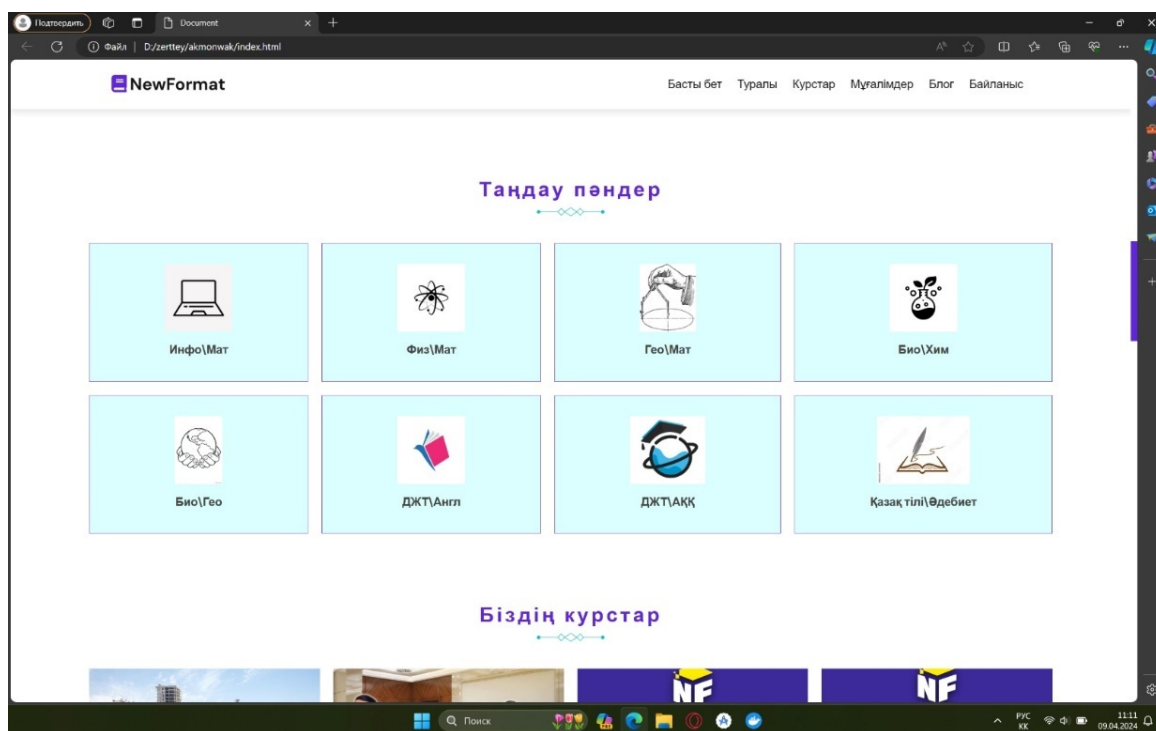 Подтвердить
Document
Файл | D:/zerttey/akmonwak/index.html
NewFormat
Басты бет Туралы Курстар Мұғалімдер Блог Байланыс
Таңдау пәндер
Инфо\Мат Физ\Мат Гео\Мат Био\Хим
Био\Гео ДЖТ\Англ ДЖТ\АҚҚ Қазақ тілі\Әдебиет
Біздің курстар
NF NF
Поиск
РУС
КК
11:11
09.04.2024